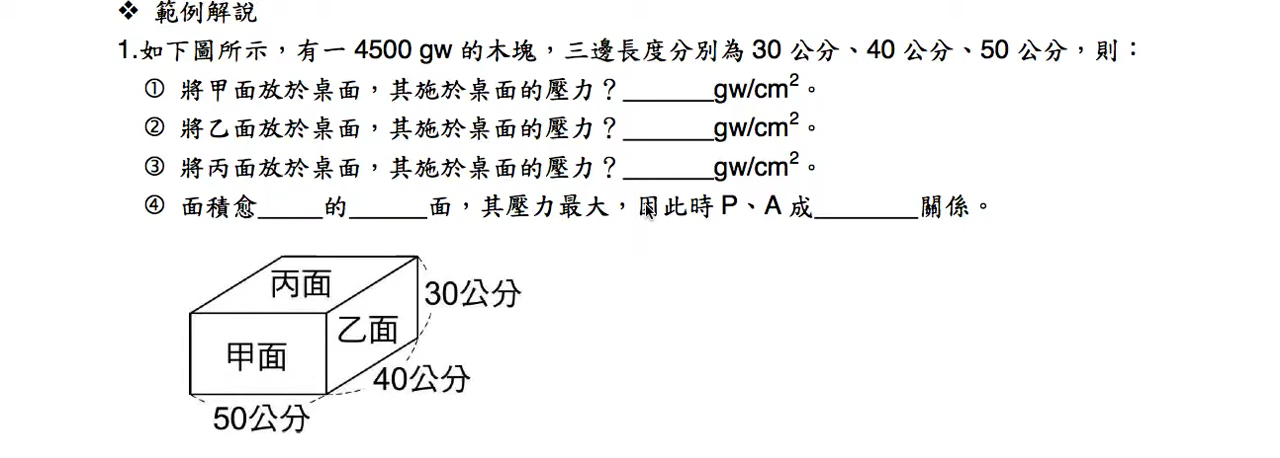 ❖ 範例解說
1.如下圖所示，有一 4500 gw 的木塊，三邊長度分別為 30 公分、40 公分、50 公分，則：
① 將甲面放於桌面，其施於桌面的壓力？______gw/cm²。
② 將乙面放於桌面，其施於桌面的壓力？______gw/cm²。
③ 將丙面放於桌面，其施於桌面的壓力？______gw/cm²。
④ 面積愈_____的______面，其壓力最大，因此時 P、A 成________關係。
丙面
30公分
乙面
甲面
40公分
50公分